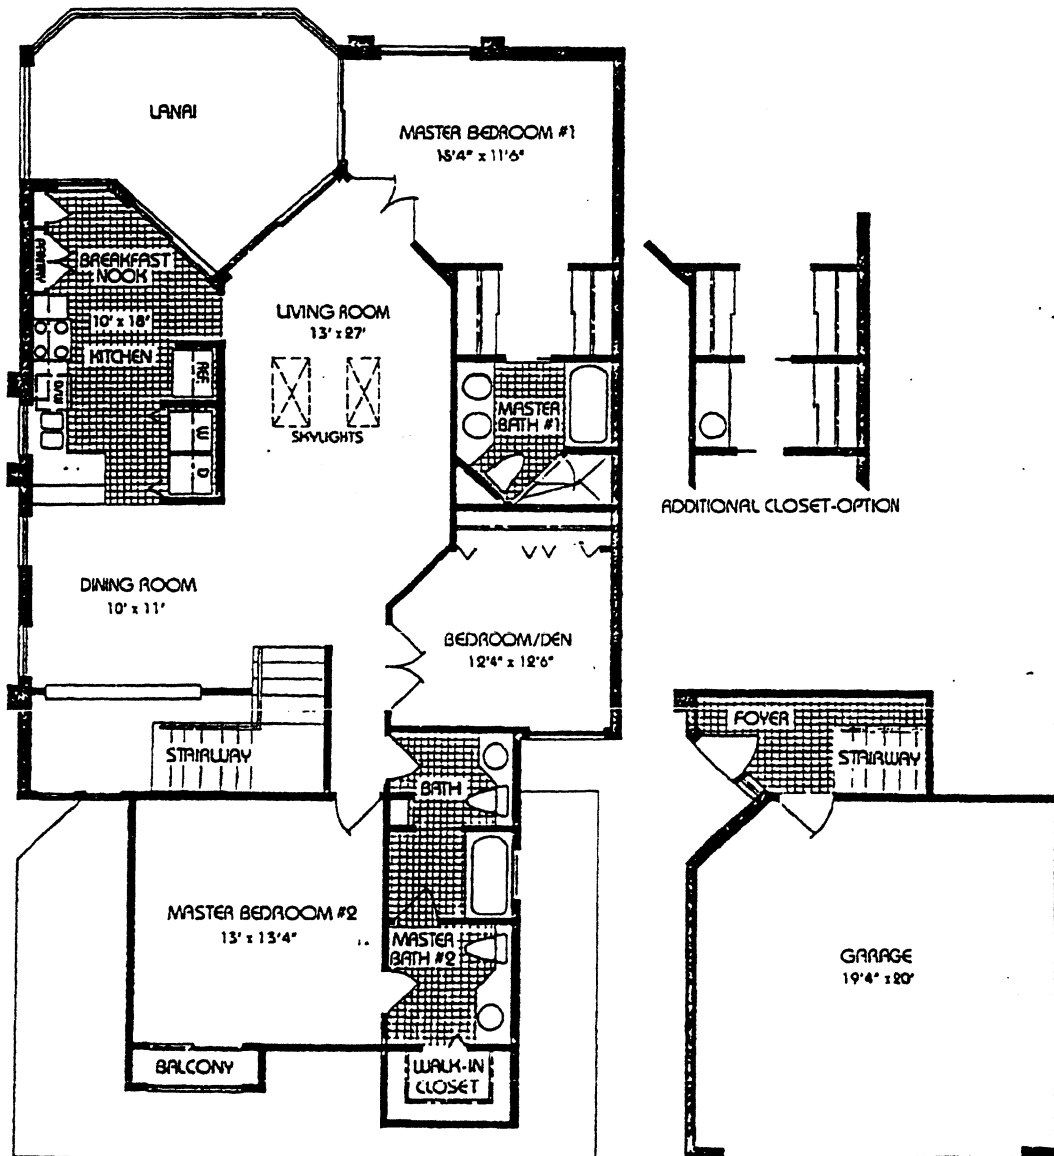 LANAI
MASTER BEDROOM #1
15'4" x 11'6"
PANTRY
BREAKFAST
NOOK
10' x 18'
KITCHEN
LIVING ROOM
13' x 27'
SKYLIGHTS
REF.
D/W
W
D
MASTER
BATH #1
ADDITIONAL CLOSET-OPTION
DINING ROOM
10' x 11'
BEDROOM/DEN
12'4" x 12'6"
STAIRWAY
BATH
FOYER
STAIRWAY
MASTER BEDROOM #2
13' x 13'4"
MASTER
BATH #2
GARAGE
19'4" x 20'
BALCONY
WALK-IN
CLOSET